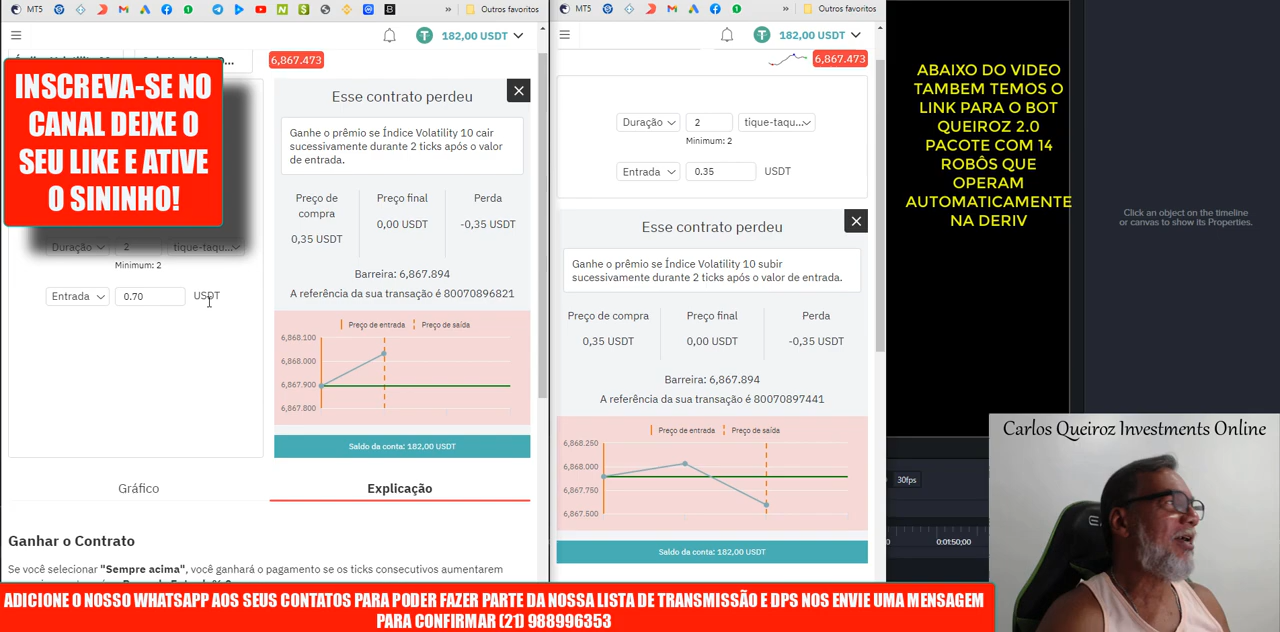 MT5
»
Outros favoritos
182,00 USDT
6,867.473
INSCREVA-SE NO
CANAL DEIXE O
SEU LIKE E ATIVE
O SININHO!
Duração
2
tique-taqu...
Minimum: 2
Entrada
0.70
USDT
Esse contrato perdeu
Ganhe o prêmio se Índice Volatility 10 cair
sucessivamente durante 2 ticks após o valor
de entrada.
Preço de
compra
0,35 USDT
Preço final
0,00 USDT
Perda
-0,35 USDT
Barreira: 6,867.894
A referência da sua transação é 80070896821
Preço de entrada
Preço de saída
6,868.100
6,868.000
6,867.900
6,867.800
Saldo da conta: 182,00 USDT
Gráfico
Explicação
Ganhar o Contrato
Se você selecionar "Sempre acima", você ganhará o pagamento se os ticks consecutivos aumentarem
MT5
»
Outros favoritos
182,00 USDT
6,867.473
Duração
2
tique-taqu...
Minimum: 2
Entrada
0.35
USDT
Esse contrato perdeu
Ganhe o prêmio se Índice Volatility 10 subir
sucessivamente durante 2 ticks após o valor de entrada.
Preço de compra
0,35 USDT
Preço final
0,00 USDT
Perda
-0,35 USDT
Barreira: 6,867.894
A referência da sua transação é 80070897441
Preço de entrada
Preço de saída
6,868.250
6,868.000
6,867.750
6,867.500
Saldo da conta: 182,00 USDT
ABAIXO DO VIDEO
TAMBEM TEMOS O
LINK PARA O BOT
QUEIROZ 2.0
PACOTE COM 14
ROBÔS QUE
OPERAM
AUTOMATICAMENTE
NA DERIV
Click an object on the timeline
or canvas to show its Properties.
Carlos Queiroz Investments Online
30fps
0:01:50;00
ADICIONE O NOSSO WHATSAPP AOS SEUS CONTATOS PARA PODER FAZER PARTE DA NOSSA LISTA DE TRANSMISSÃO E DPS NOS ENVIE UMA MENSAGEM
PARA CONFIRMAR (21) 988996353